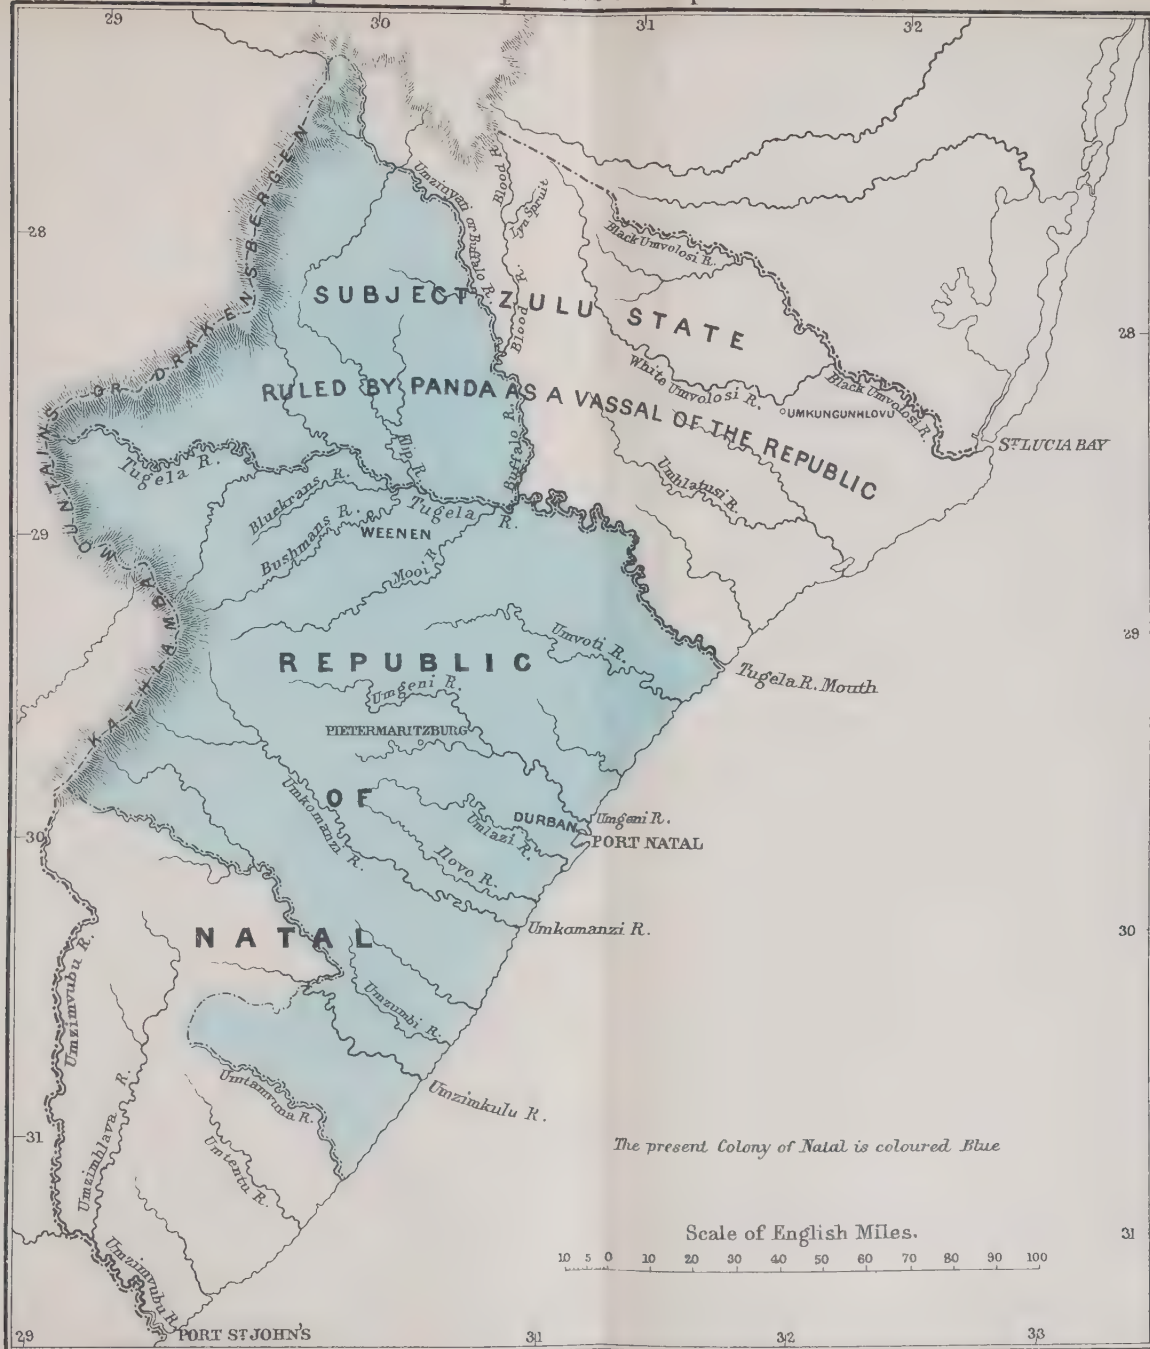 29 30 31 32
28
28
29
29
30
30
31
31
29 31 32 33
KATHLAMBA OR DRAKENSBERGEN MOUNTAINS
SUBJECT ZULU STATE
RULED BY PANDA AS A VASSAL OF THE REPUBLIC
REPUBLIC
OF
NATAL
Umzinyati or Buffalo R.
Blood R.
Lyn Spruit
Blood R.
Black Umvolosi R.
White Umvolosi R.
Black Umvolosi R.
UMKUNGUNHLOVU
ST. LUCIA BAY
Umhlatusi R.
Buffalo R.
Klip R.
Tugela R.
Tugela R.
Bluekrans R.
Bushmans R.
WEENEN
Mooi R.
Umvoti R.
Tugela R. Mouth
Umgeni R.
PIETERMARITZBURG
Umkomanzi R.
Umlazi R.
DURBAN
Umgeni R.
PORT NATAL
Ilovo R.
Umkomanzi R.
Umzumbi R.
Umzimkulu R.
Umtamvuna R.
Umzimvubu R.
Umzimhlava R.
Umtentu R.
Umzimvubu R.
PORT ST. JOHN'S
The present Colony of Natal is coloured Blue
Scale of English Miles.
10 5 0 10 20 30 40 50 60 70 80 90 100